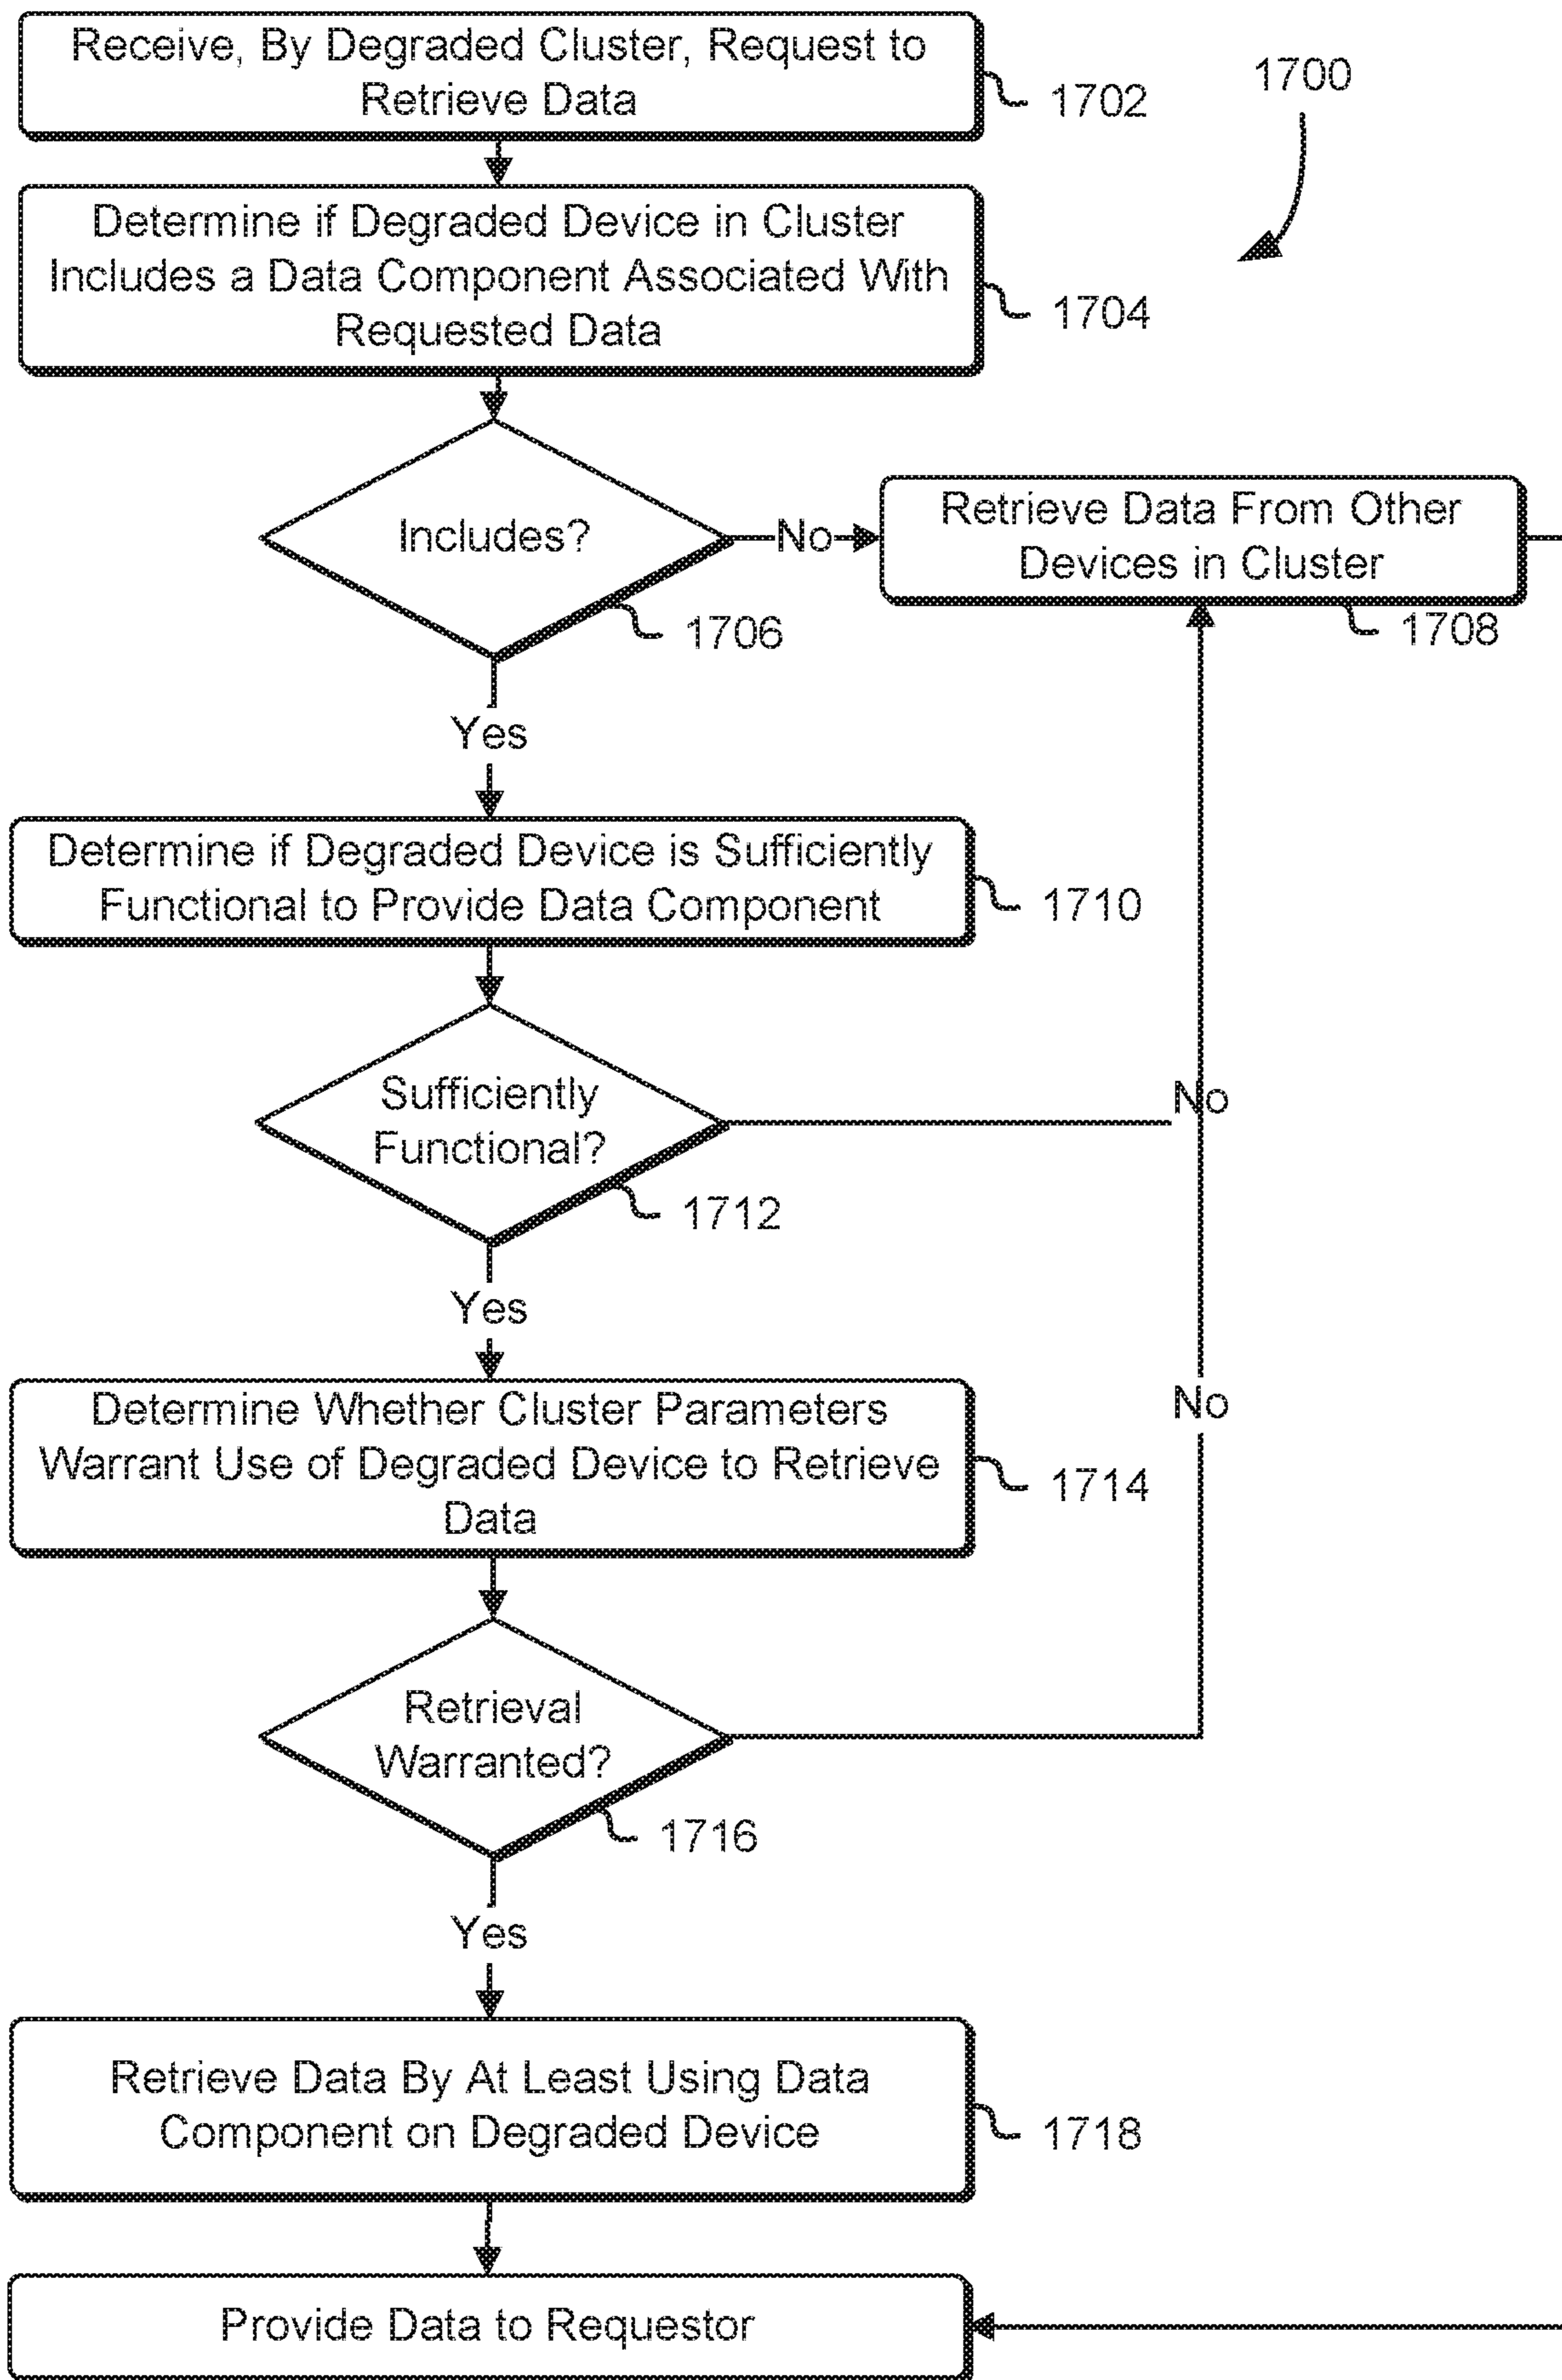 Receive, By Degraded Cluster, Request to
Retrieve Data
1702
1700
Determine if Degraded Device in Cluster
Includes a Data Component Associated With
Requested Data
1704
Includes?
No
Retrieve Data From Other
Devices in Cluster
1706
1708
Yes
Determine if Degraded Device is Sufficiently
Functional to Provide Data Component
1710
Sufficiently
Functional?
No
1712
Yes
Determine Whether Cluster Parameters
Warrant Use of Degraded Device to Retrieve
Data
1714
No
Retrieval
Warranted?
1716
Yes
Retrieve Data By At Least Using Data
Component on Degraded Device
1718
Provide Data to Requestor